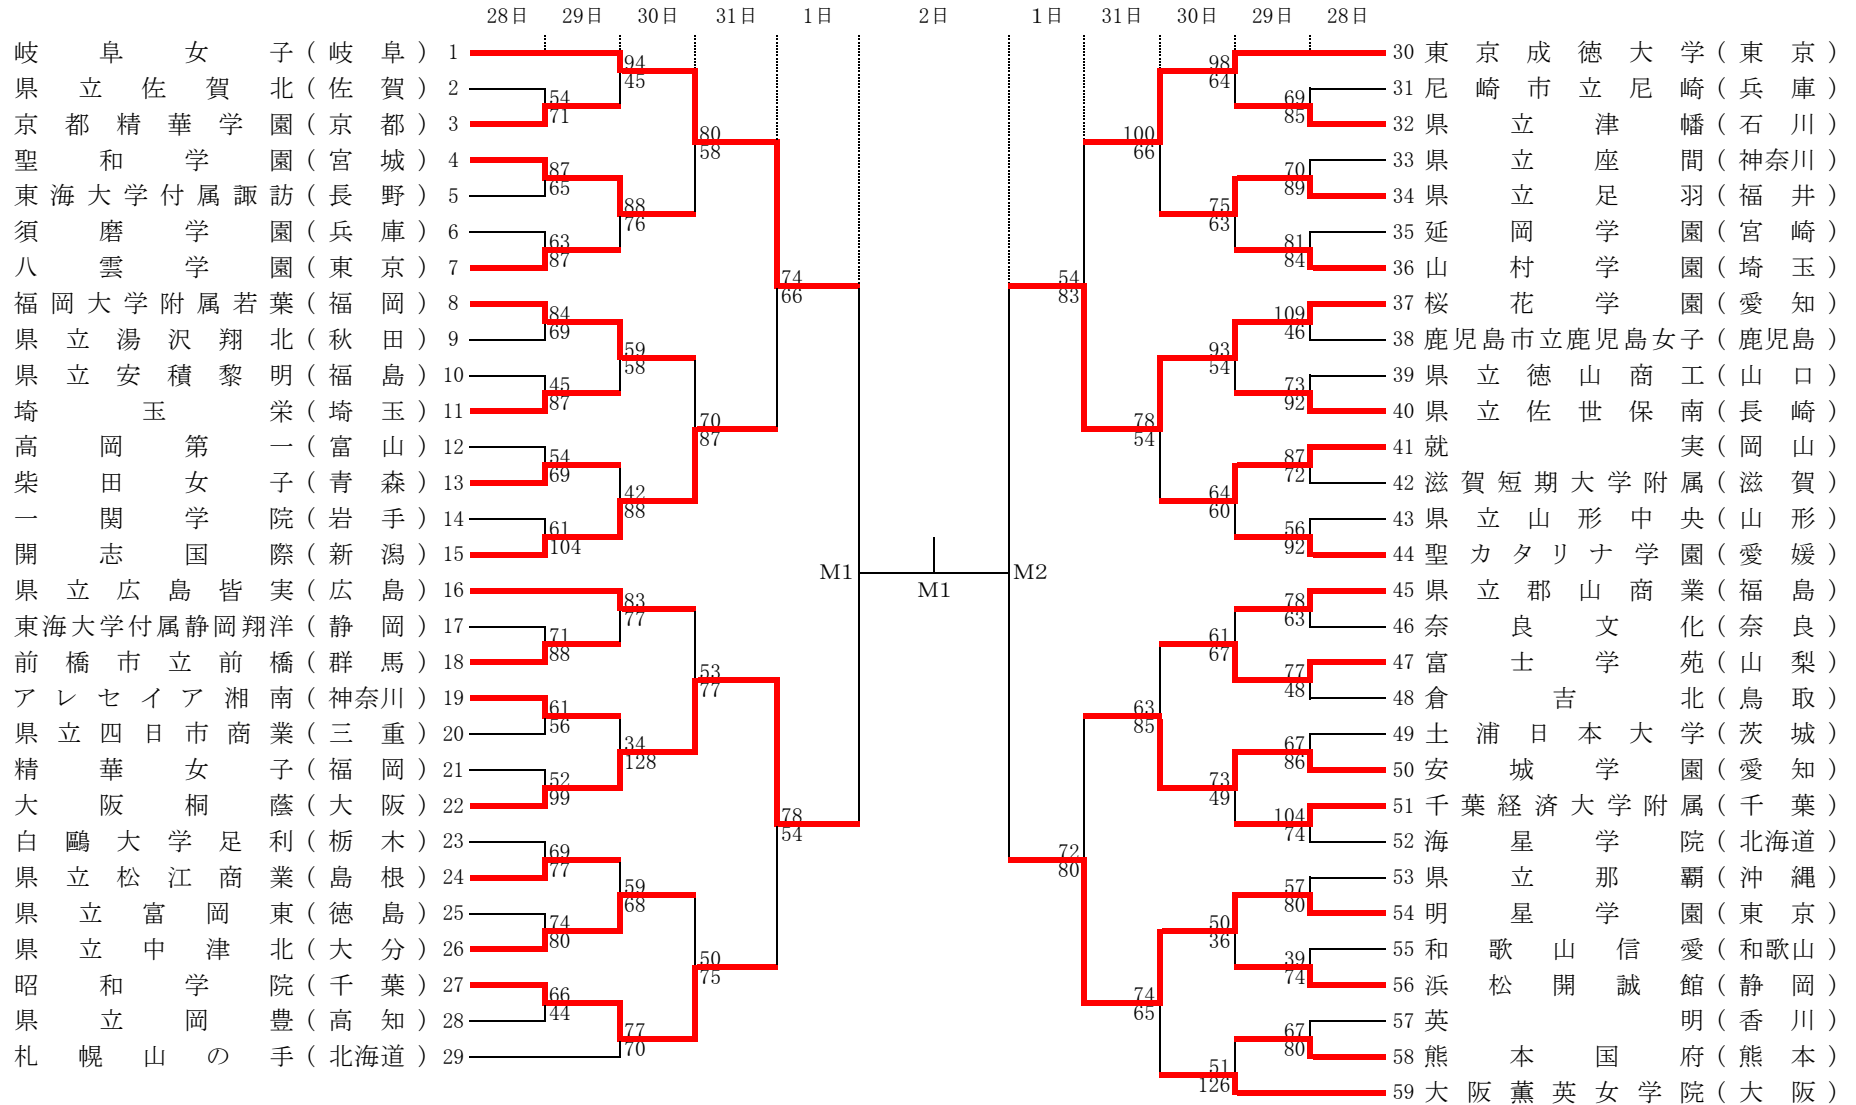 28日 29日 30日 31日 1日 2日 1日 31日 30日 29日 28日
岐阜女子(岐阜) 1
県立佐賀北(佐賀) 2
京都精華学園(京都) 3
聖和学園(宮城) 4
東海大学付属諏訪(長野) 5
須磨学園(兵庫) 6
八雲学園(東京) 7
福岡大学附属若葉(福岡) 8
県立湯沢翔北(秋田) 9
県立安積黎明(福島) 10
埼玉栄(埼玉) 11
高岡第一(富山) 12
柴田女子(青森) 13
一関学院(岩手) 14
開志国際(新潟) 15
県立広島皆実(広島) 16
東海大学付属静岡翔洋(静岡) 17
前橋市立前橋(群馬) 18
アレセイア湘南(神奈川) 19
県立四日市商業(三重) 20
精華女子(福岡) 21
大阪桐蔭(大阪) 22
白鷗大学足利(栃木) 23
県立松江商業(島根) 24
県立富岡東(徳島) 25
県立中津北(大分) 26
昭和学院(千葉) 27
県立岡豊(高知) 28
札幌山の手(北海道) 29
54
71
87
65
63
87
84
69
45
87
54
69
61
104
71
88
61
56
52
99
69
77
74
80
66
44
94
45
88
76
59
58
42
88
83
77
34
128
59
68
77
70
80
58
70
87
53
77
50
75
74
66
78
54
M1
M1
M2
54
83
72
80
100
66
78
54
63
85
74
65
98
64
75
63
93
54
64
60
61
67
73
49
50
36
51
126
69
85
70
89
81
84
109
46
73
92
87
72
56
92
78
63
77
48
67
86
104
74
57
80
39
74
67
80
30 東京成徳大学(東京)
31 尼崎市立尼崎(兵庫)
32 県立津幡(石川)
33 県立座間(神奈川)
34 県立足羽(福井)
35 延岡学園(宮崎)
36 山村学園(埼玉)
37 桜花学園(愛知)
38 鹿児島市立鹿児島女子(鹿児島)
39 県立徳山商工(山口)
40 県立佐世保南(長崎)
41 就実(岡山)
42 滋賀短期大学附属(滋賀)
43 県立山形中央(山形)
44 聖カタリナ学園(愛媛)
45 県立郡山商業(福島)
46 奈良文化(奈良)
47 富士学苑(山梨)
48 倉吉北(鳥取)
49 土浦日本大学(茨城)
50 安城学園(愛知)
51 千葉経済大学附属(千葉)
52 海星学院(北海道)
53 県立那覇(沖縄)
54 明星学園(東京)
55 和歌山信愛(和歌山)
56 浜松開誠館(静岡)
57 英明(香川)
58 熊本国府(熊本)
59 大阪薫英女学院(大阪)